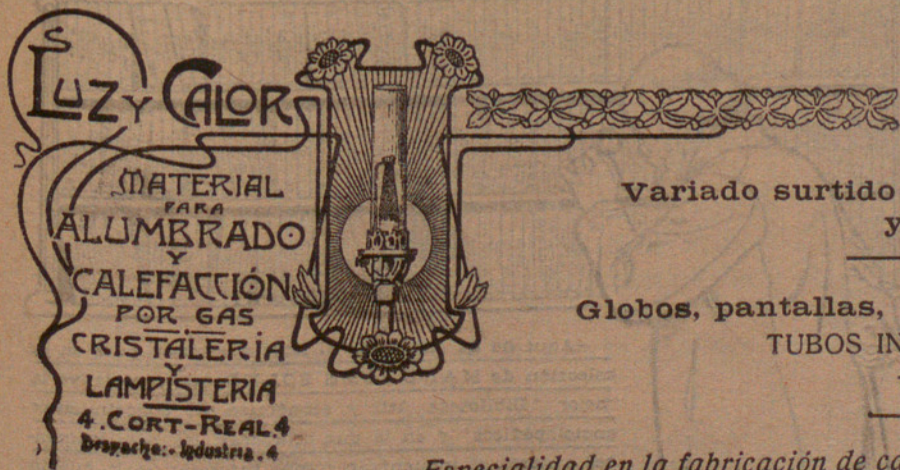 LUZ Y CALOR
MATERIAL
PARA
ALUMBRADO
Y
CALEFACCIÓN
POR GAS
CRISTALERÍA
Y
LAMPISTERIA
4. CORT-REAL. 4
Despacho:- Industria. 4
Variado surtido
y
Globos, pantallas,
TUBOS IN
Especialidad en la fabricación de